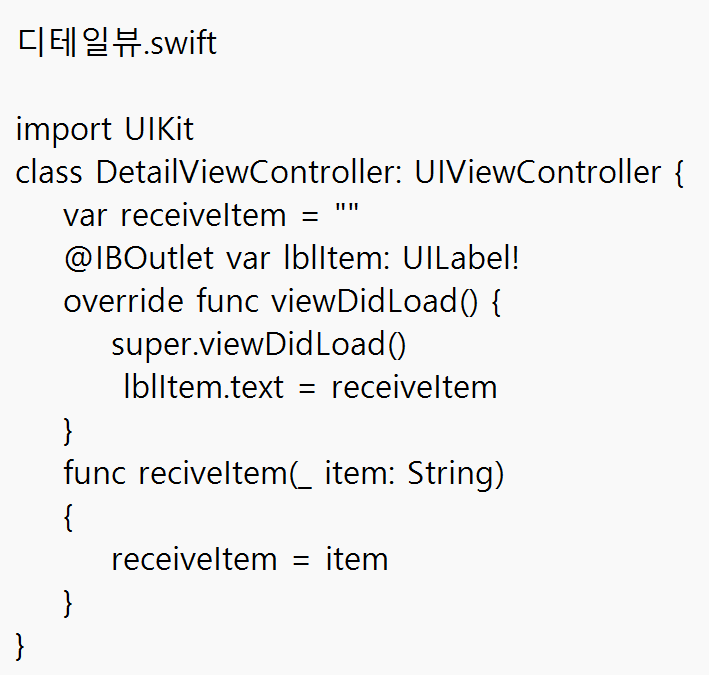 디테일뷰.swift
import UIKit
class DetailViewController: UIViewController {
var receiveItem = ""
@IBOutlet var lblItem: UILabel!
override func viewDidLoad() {
super.viewDidLoad()
lblItem.text = receiveItem
}
func reciveItem(_ item: String)
{
receiveItem = item
}
}